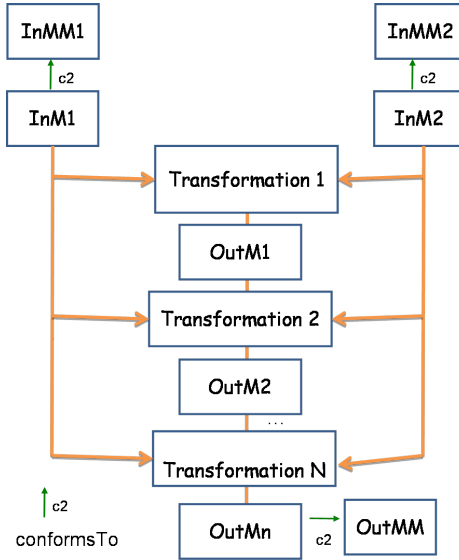 InMM1
InMM2
c2
c2
InM1
InM2
Transformation 1
OutM1
Transformation 2
OutM2
...
Transformation N
c2
conformsTo
OutMn
c2
OutMM